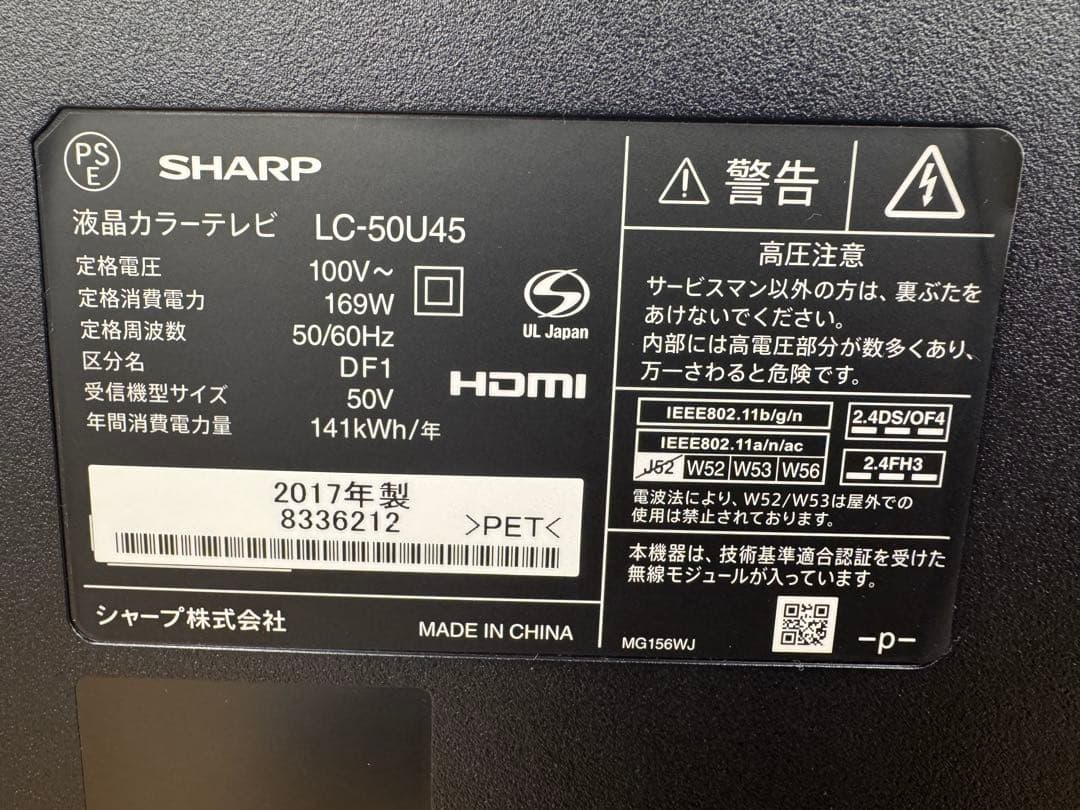 PS
E
SHARP
液晶カラーテレビ LC-50U45
定格電圧 100V～
定格消費電力 169W
定格周波数 50/60Hz
区分名 DF1
受信機型サイズ 50V
年間消費電力量 141kWh/年
UL Japan
HDMI
2017年製
8336212 >PET<
シャープ株式会社
MADE IN CHINA
警告
高圧注意
サービスマン以外の方は、裏ぶたを
あけないでください。
内部には高電圧部分が数多くあり、
万一さわると危険です。
IEEE802.11b/g/n
IEEE802.11a/n/ac
J52 W52 W53 W56
2.4DS/OF4
2.4FH3
電波法により、W52/W53は屋外での
使用は禁止されております。
本機器は、技術基準適合認証を受けた
無線モジュールが入っています。
MG156WJ
-p-